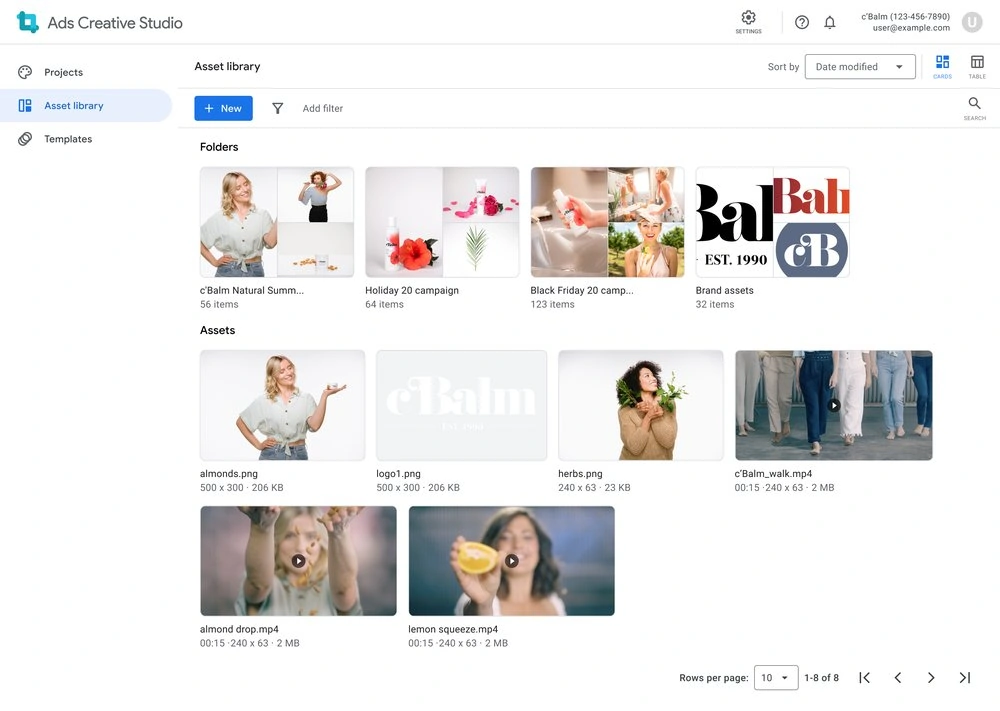 Ads Creative Studio
SETTINGS
c'Balm (123-456-7890)
user@example.com
U
Projects
Asset library
Templates
Asset library
Sort by
Date modified
CARDS
TABLE
+ New
Add filter
SEARCH
Folders
Bal
EST. 1990
Bah
cB
c'Balm Natural Summ...
56 items
Holiday 20 campaign
64 items
Black Friday 20 camp...
123 items
Brand assets
32 items
Assets
cBalm
EST. 1990
almonds.png
500 x 300 · 206 KB
logo1.png
500 x 300 · 206 KB
herbs.png
240 x 63 · 23 KB
c'Balm_walk.mp4
00:15 ·240 x 63 · 2 MB
almond drop.mp4
00:15 ·240 x 63 · 2 MB
lemon squeeze.mp4
00:15 ·240 x 63 · 2 MB
Rows per page:
10
1-8 of 8